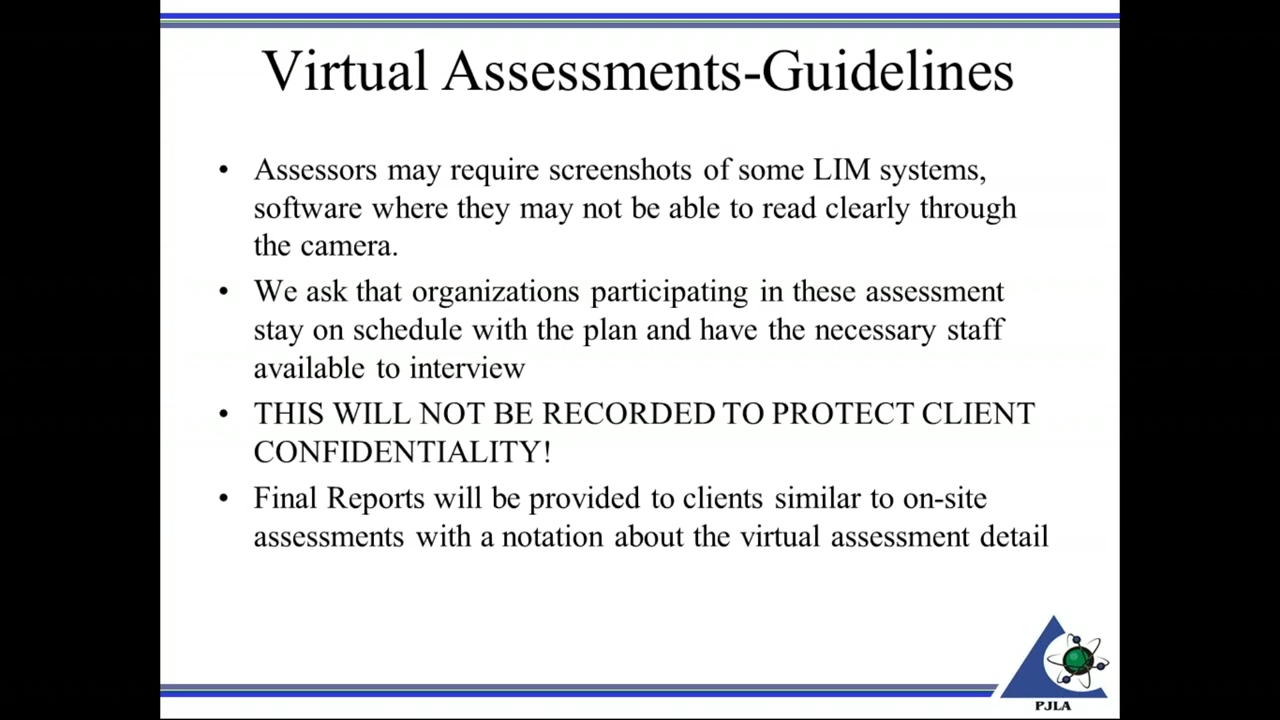 Virtual Assessments-Guidelines
• Assessors may require screenshots of some LIM systems,
software where they may not be able to read clearly through
the camera.
• We ask that organizations participating in these assessment
stay on schedule with the plan and have the necessary staff
available to interview
• THIS WILL NOT BE RECORDED TO PROTECT CLIENT
CONFIDENTIALITY!
• Final Reports will be provided to clients similar to on-site
assessments with a notation about the virtual assessment detail
PJLA